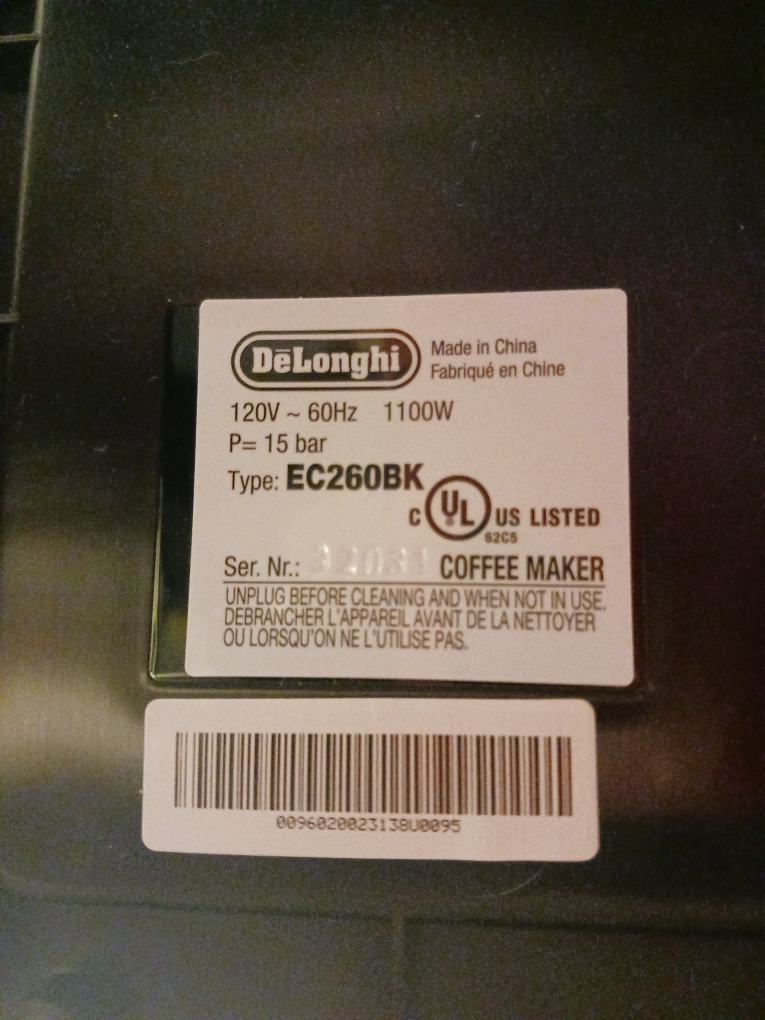 DēLonghi
Made in China
Fabriqué en Chine
120V ~ 60Hz 1100W
P= 15 bar
Type: EC260BK
C UL US LISTED
62C5
Ser. Nr.: 32031 COFFEE MAKER
UNPLUG BEFORE CLEANING AND WHEN NOT IN USE.
DEBRANCHER L'APPAREIL AVANT DE LA NETTOYER
OU LORSQU'ON NE L'UTILISE PAS.
0096020023138U0095